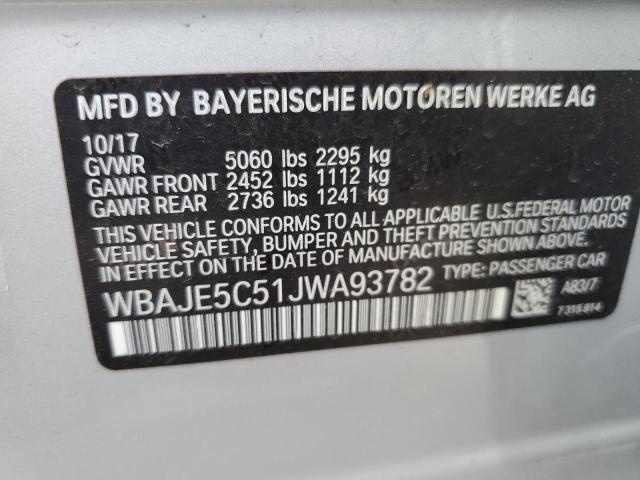 MFD BY BAYERISCHE MOTOREN WERKE AG
10/17
GVWR 5060 lbs 2295 kg
GAWR FRONT 2452 lbs 1112 kg
GAWR REAR 2736 lbs 1241 kg
THIS VEHICLE CONFORMS TO ALL APPLICABLE U.S.FEDERAL MOTOR
VEHICLE SAFETY, BUMPER AND THEFT PREVENTION STANDARDS
IN EFFECT ON THE DATE OF MANUFACTURE SHOWN ABOVE.
WBAJE5C51JWA93782 TYPE: PASSENGER CAR
A83/7
7315814